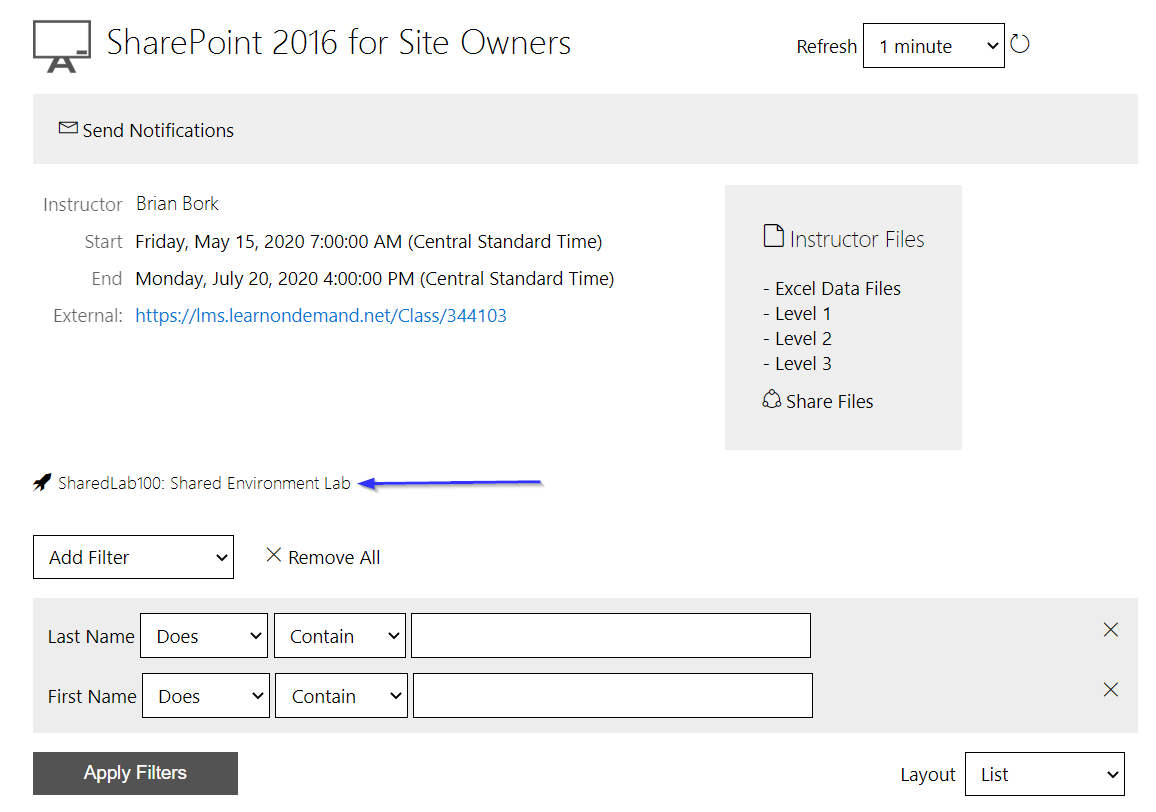 SharePoint 2016 for Site Owners
Refresh 1 minute
Send Notifications
Instructor Brian Bork
Start Friday, May 15, 2020 7:00:00 AM (Central Standard Time)
End Monday, July 20, 2020 4:00:00 PM (Central Standard Time)
External: https://lms.learnondemand.net/Class/344103
Instructor Files
- Excel Data Files
- Level 1
- Level 2
- Level 3
Share Files
SharedLab100: Shared Environment Lab
Add Filter Remove All
Last Name Does Contain
First Name Does Contain
Apply Filters
Layout List